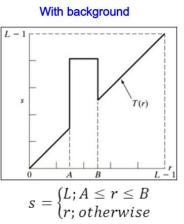 With background
L – 1
s
T(r)
0 A B L – 1 r
s = {L; A ≤ r ≤ B
r; otherwise